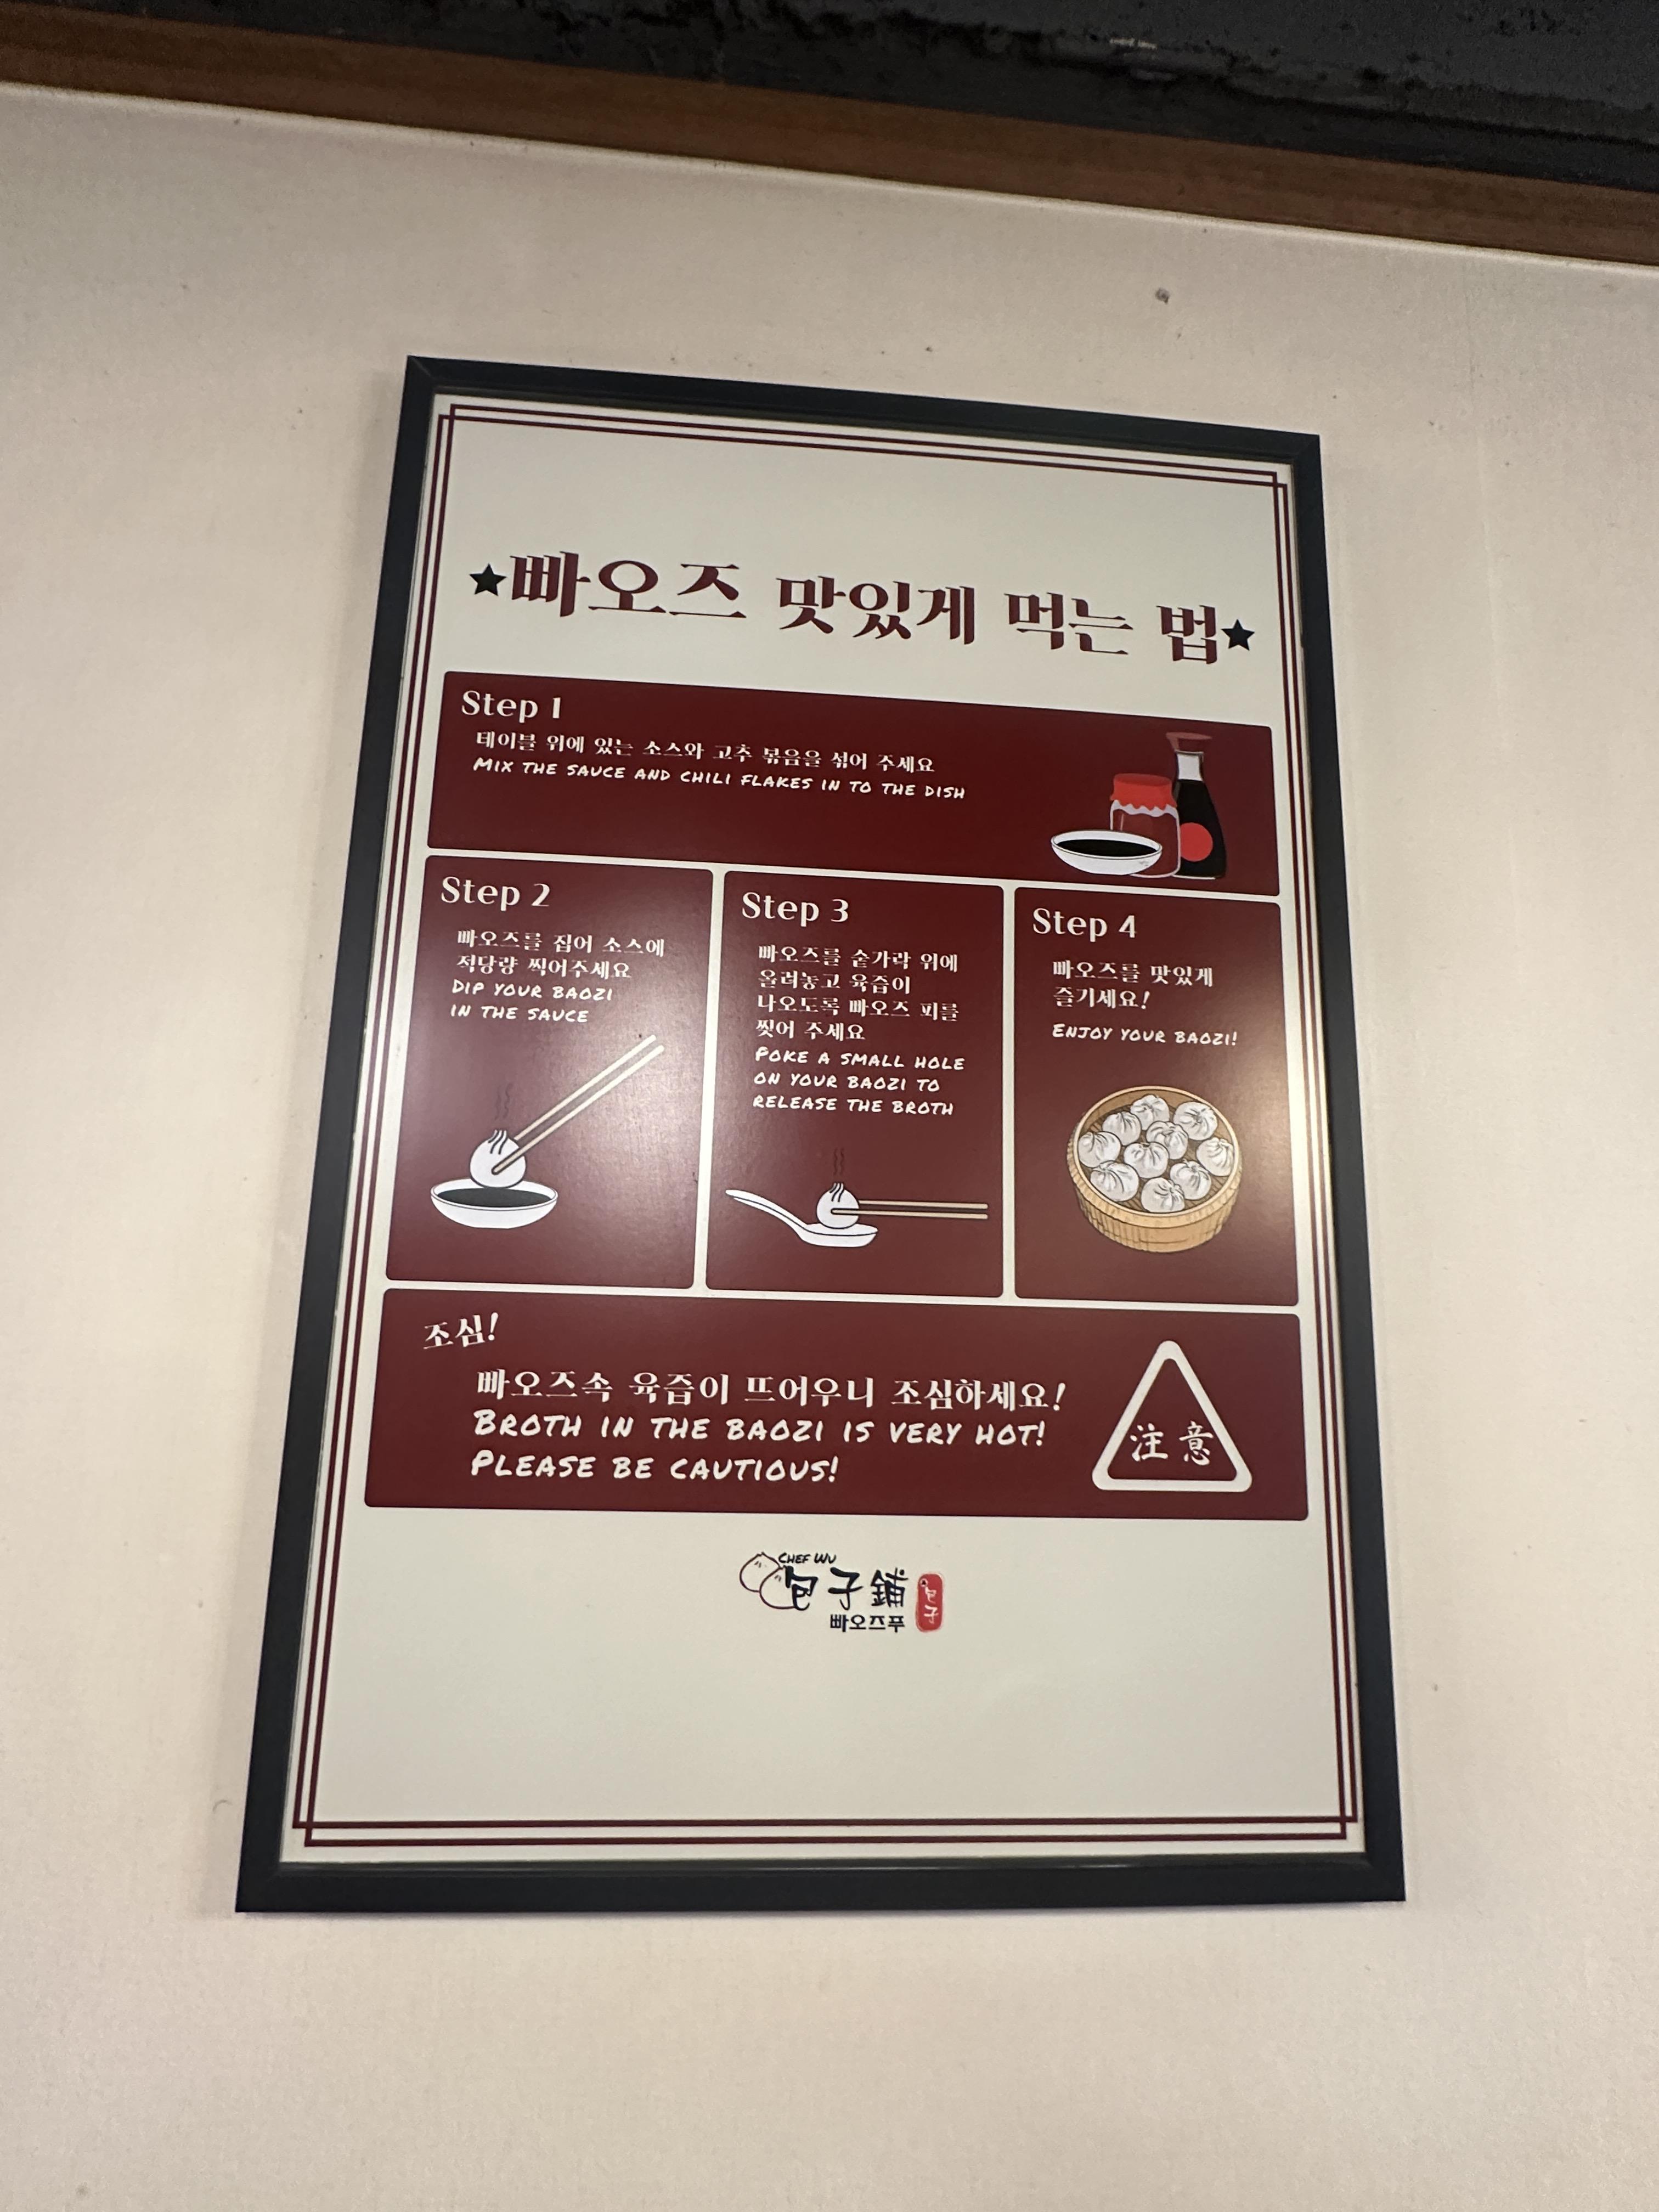 ★빠오즈 맛있게 먹는 법★
Step 1
테이블 위에 있는 소스와 고추 볶음을 섞어 주세요
MIX THE SAUCE AND CHILI FLAKES IN TO THE DISH
Step 2
빠오즈를 집어 소스에
적당량 찍어주세요
DIP YOUR BAOZI
IN THE SAUCE
Step 3
빠오즈를 숟가락 위에
올려놓고 육즙이
나오도록 빠오즈 피를
찢어 주세요
POKE A SMALL HOLE
ON YOUR BAOZI TO
RELEASE THE BROTH
Step 4
빠오즈를 맛있게
즐기세요!
ENJOY YOUR BAOZI!
조심!
빠오즈속 육즙이 뜨어우니 조심하세요!
BROTH IN THE BAOZI IS VERY HOT!
PLEASE BE CAUTIOUS!
注意
CHEF WU
包子鋪
빠오즈푸
包子